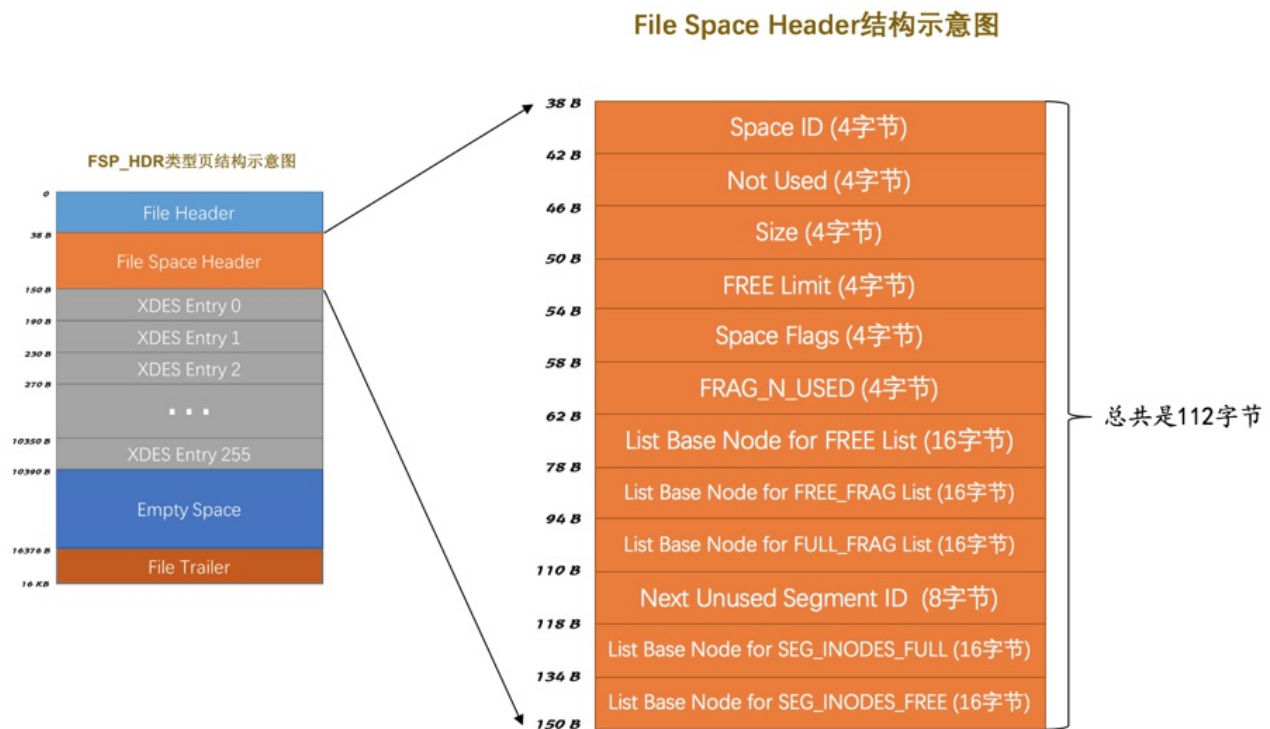 File Space Header结构示意图
FSP_HDR类型页结构示意图
0
File Header
38 B
File Space Header
150 B
XDES Entry 0
190 B
XDES Entry 1
230 B
XDES Entry 2
270 B
...
10350 B
XDES Entry 255
10390 B
Empty Space
16376 B
File Trailer
16 KB
38 B
Space ID (4字节)
42 B
Not Used (4字节)
46 B
Size (4字节)
50 B
FREE Limit (4字节)
54 B
Space Flags (4字节)
58 B
FRAG_N_USED (4字节)
62 B
List Base Node for FREE List (16字节)
78 B
List Base Node for FREE_FRAG List (16字节)
94 B
List Base Node for FULL_FRAG List (16字节)
110 B
Next Unused Segment ID (8字节)
118 B
List Base Node for SEG_INODES_FULL (16字节)
134 B
List Base Node for SEG_INODES_FREE (16字节)
150 B
总共是112字节